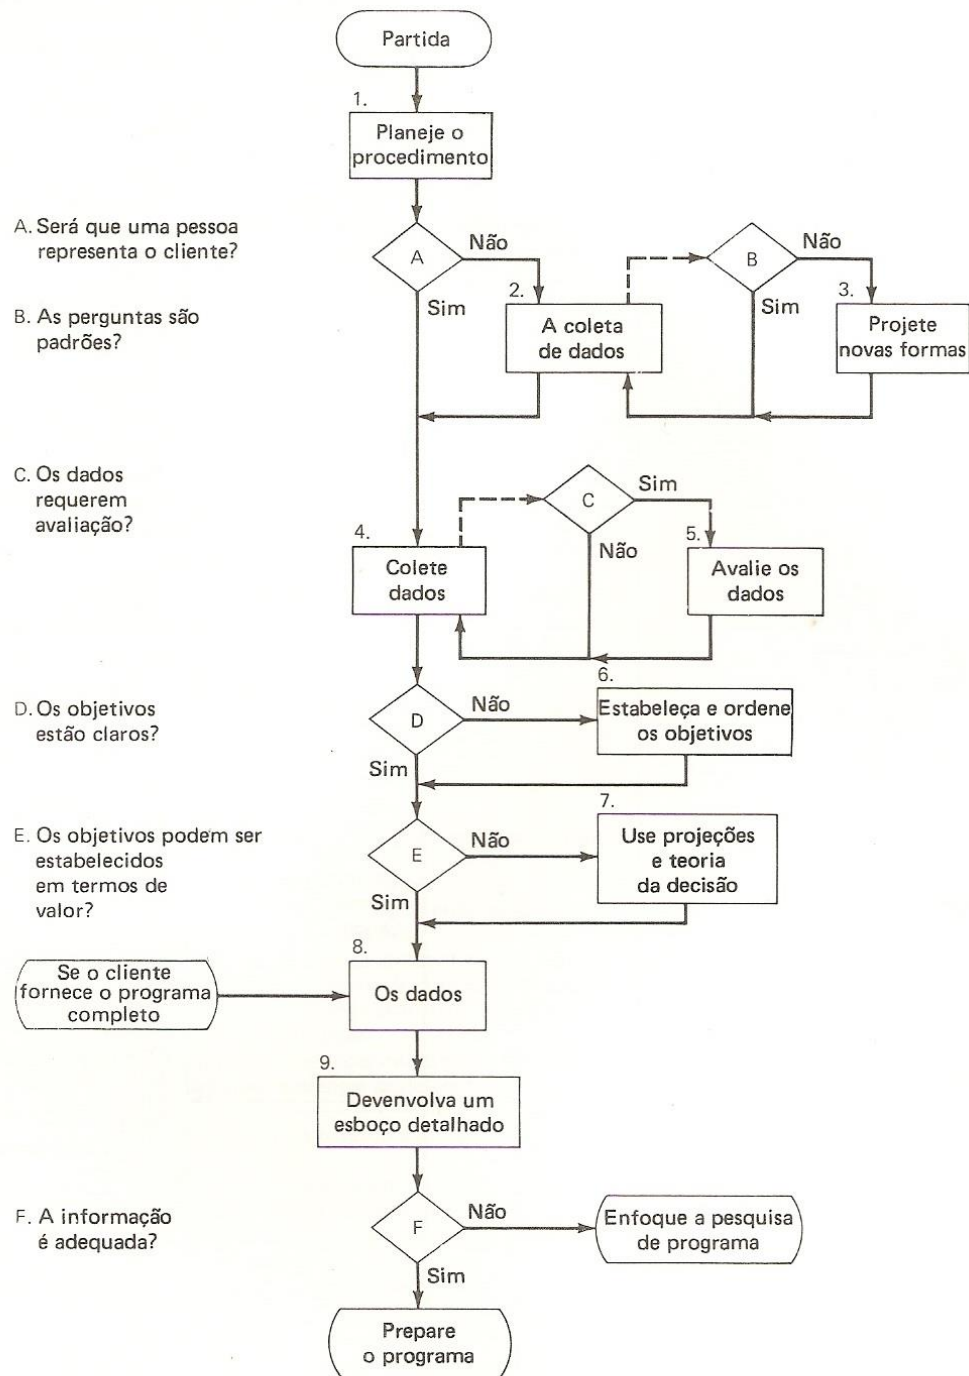 Partida
1.
Planeje o
procedimento
A. Será que uma pessoa
representa o cliente?
A
Não
Sim
B
Não
Sim
2.
A coleta
de dados
3.
Projete
novas formas
B. As perguntas são
padrões?
C. Os dados
requerem
avaliação?
C
Sim
Não
4.
Colete
dados
5.
Avalie os
dados
D. Os objetivos
estão claros?
D
Não
Sim
6.
Estabeleça e ordene
os objetivos
E. Os objetivos podem ser
estabelecidos
em termos de
valor?
E
Não
Sim
7.
Use projeções
e teoria
da decisão
Se o cliente
fornece o programa
completo
8.
Os dados
9.
Devenvolva um
esboço detalhado
F. A informação
é adequada?
F
Não
Sim
Enfoque a pesquisa
de programa
Prepare
o programa